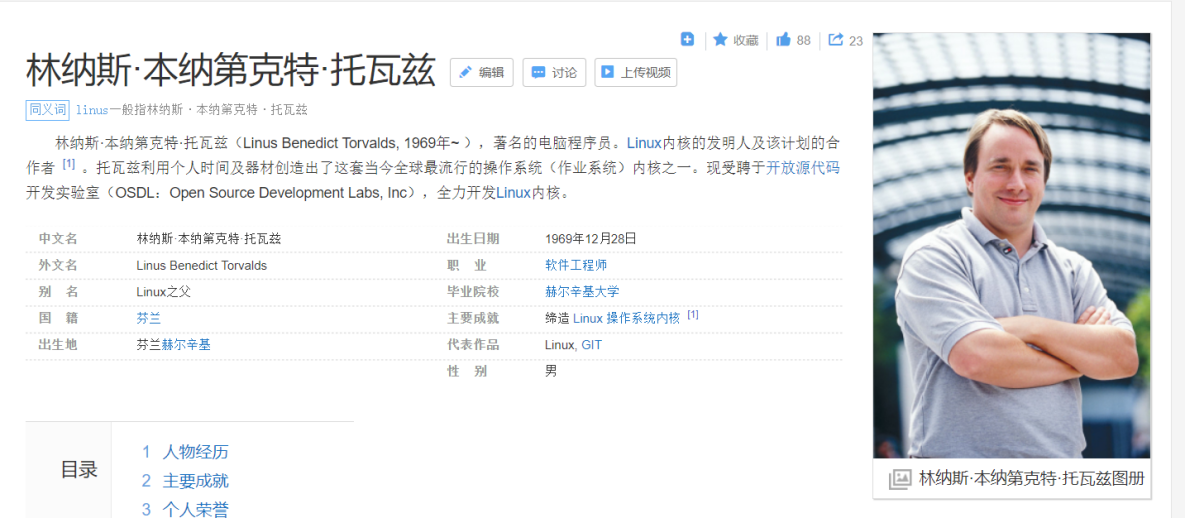 收藏 88 23
林纳斯·本纳第克特·托瓦兹 编辑 讨论 上传视频
同义词 linus一般指林纳斯·本纳第克特·托瓦兹
林纳斯·本纳第克特·托瓦兹（Linus Benedict Torvalds, 1969年~ ），著名的电脑程序员。Linux内核的发明人及该计划的合
作者 [1] 。托瓦兹利用个人时间及器材创造出了这套当今全球最流行的操作系统（作业系统）内核之一。现受聘于开放源代码
开发实验室（OSDL：Open Source Development Labs, Inc），全力开发Linux内核。
中文名 林纳斯·本纳第克特·托瓦兹 出生日期 1969年12月28日
外文名 Linus Benedict Torvalds 职 业 软件工程师
别 名 Linux之父 毕业院校 赫尔辛基大学
国 籍 芬兰 主要成就 缔造 Linux 操作系统内核 [1]
出生地 芬兰赫尔辛基 代表作品 Linux, GIT
性 别 男
林纳斯·本纳第克特·托瓦兹图册
目录
1 人物经历
2 主要成就
3 个人荣誉